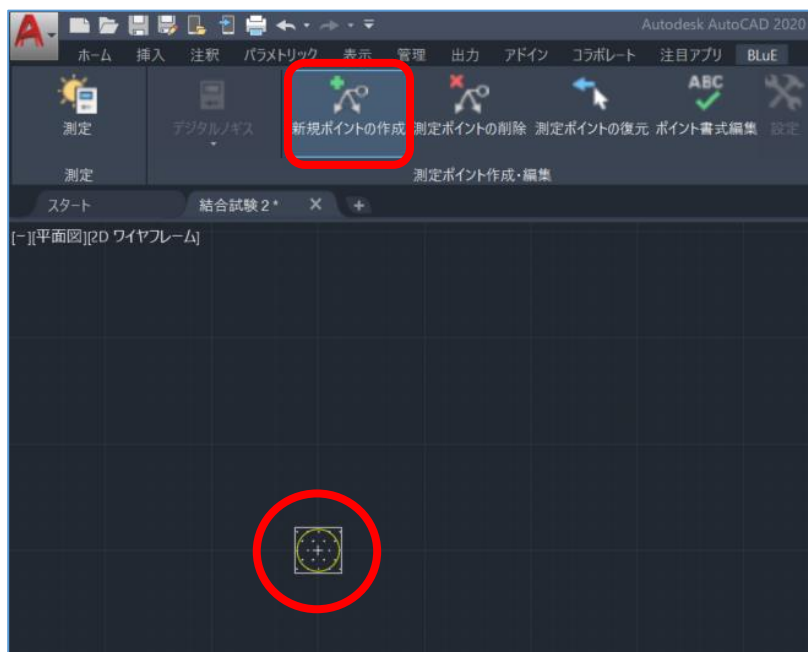 Autodesk AutoCAD 2020
ホーム 挿入 注釈 パラメトリック 表示 管理 出力 アドイン コラボレート 注目アプリ BLuE
ABC
測定 デジタルノギス 新規ポイントの作成 測定ポイントの削除 測定ポイントの復元 ポイント書式編集 設定
測定 測定ポイント作成・編集
スタート 結合試験2*
[-][平面図][2D ワイヤフレーム]